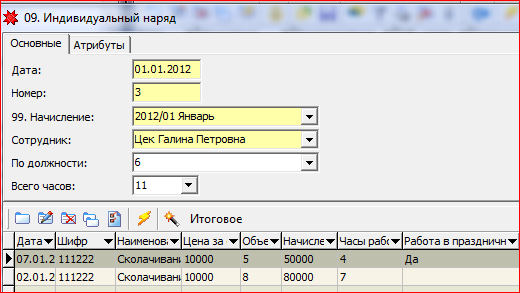 09. Индивидуальный наряд
Основные Атрибуты
Дата: 01.01.2012
Номер: 3
99. Начисление: 2012/01 Январь
Сотрудник: Цек Галина Петровна
По должности: 6
Всего часов: 11
Итоговое
Дата Шифр Наименова Цена за Объе Начисле Часы рабо Работа в праздничн
07.01.2 111222 Сколачивани 10000 5 50000 4 Да
02.01.2 111222 Сколачивани 10000 8 80000 7